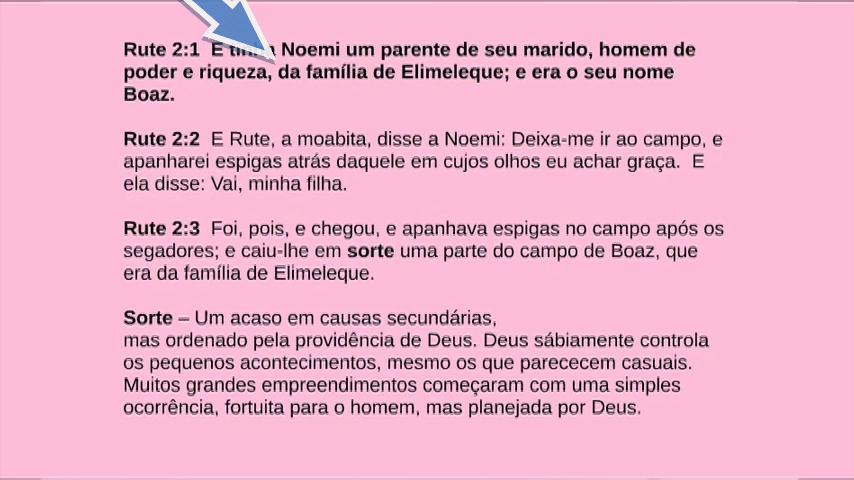 Rute 2:1 E tinha Noemi um parente de seu marido, homem de
poder e riqueza, da família de Elimeleque; e era o seu nome
Boaz.
Rute 2:2 E Rute, a moabita, disse a Noemi: Deixa-me ir ao campo, e
apanharei espigas atrás daquele em cujos olhos eu achar graça. E
ela disse: Vai, minha filha.
Rute 2:3 Foi, pois, e chegou, e apanhava espigas no campo após os
segadores; e caiu-lhe em sorte uma parte do campo de Boaz, que
era da família de Elimeleque.
Sorte – Um acaso em causas secundárias,
mas ordenado pela providência de Deus. Deus sábiamente controla
os pequenos acontecimentos, mesmo os que parececem casuais.
Muitos grandes empreendimentos começaram com uma simples
ocorrência, fortuita para o homem, mas planejada por Deus.